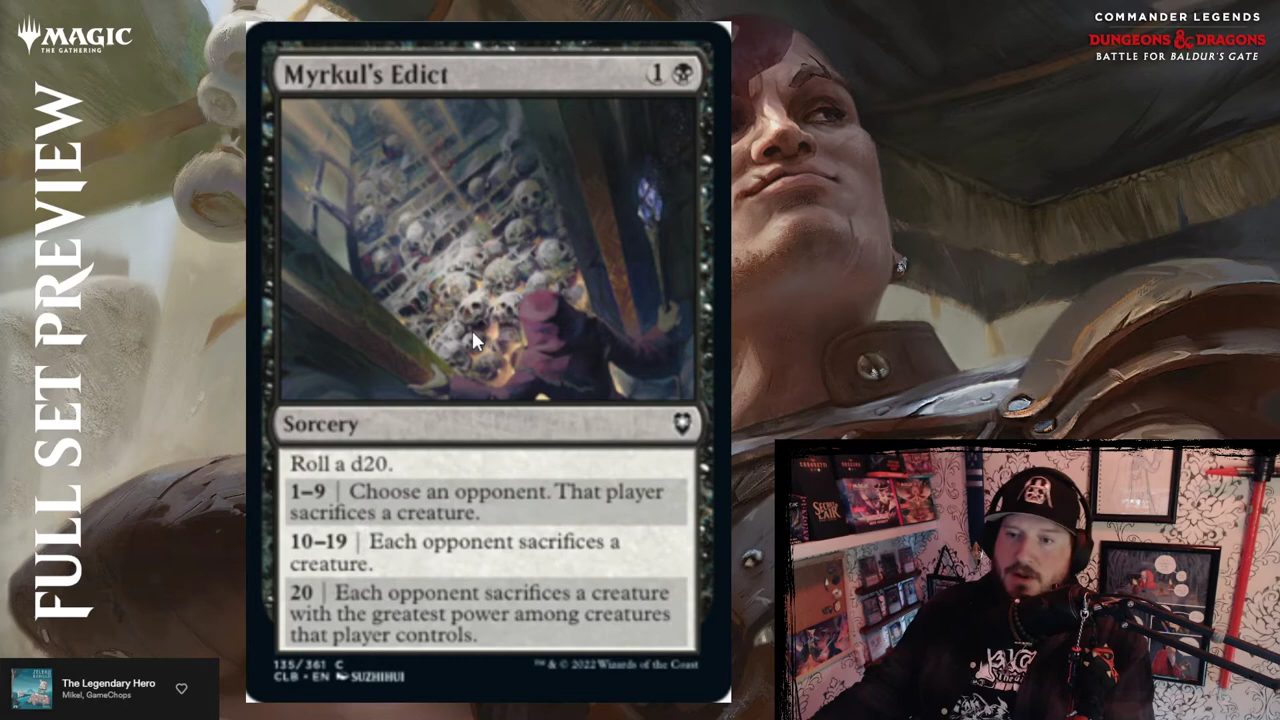 MAGIC
THE GATHERING
FULL SET PREVIEW
Myrkul's Edict 1
Sorcery
Roll a d20.
1–9 | Choose an opponent. That player
sacrifices a creature.
10–19 | Each opponent sacrifices a
creature.
20 | Each opponent sacrifices a creature
with the greatest power among creatures
that player controls.
135/361 C
CLB • EN SUZHIHUI
™ & © 2022 Wizards of the Coast
COMMANDER LEGENDS
DUNGEONS & DRAGONS
BATTLE FOR BALDUR'S GATE
The Legendary Hero
Mikel, GameChops